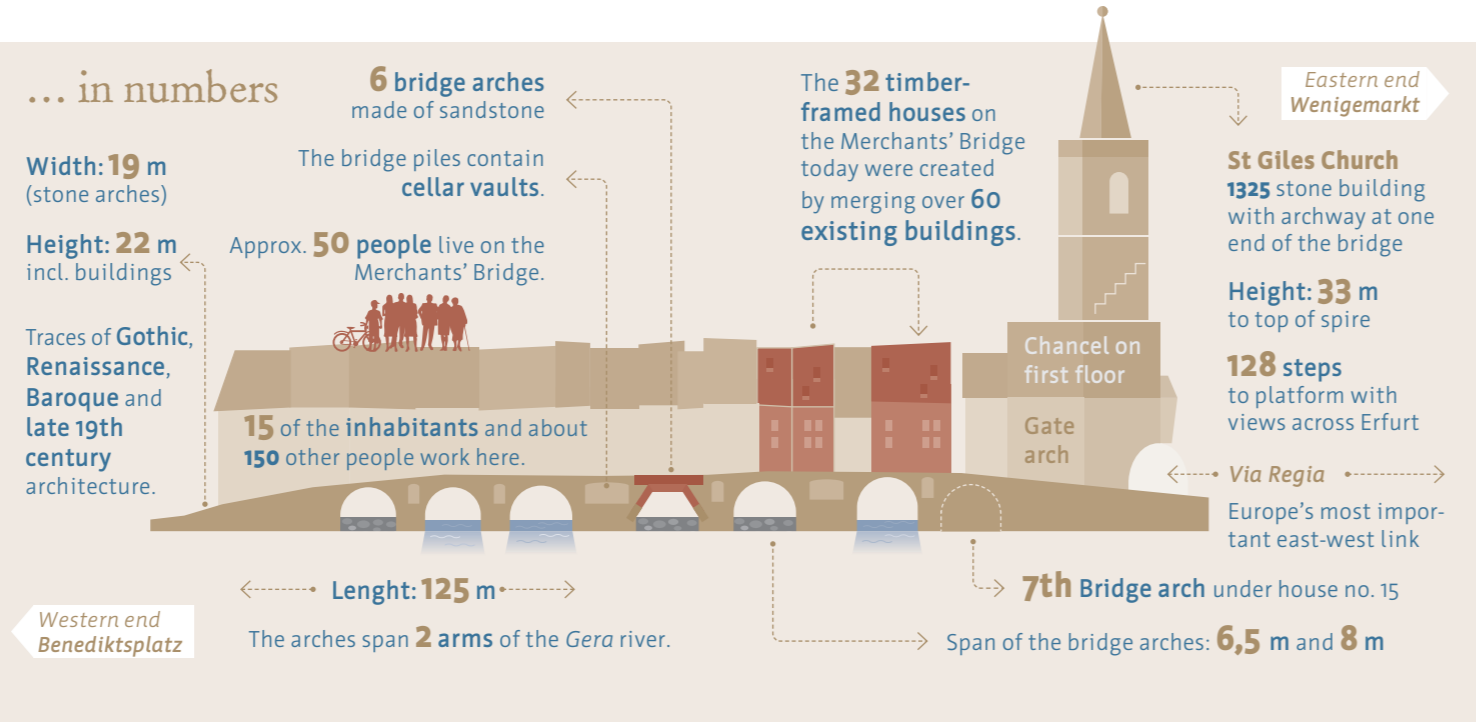 ... in numbers
Width: 19 m
(stone arches)
Height: 22 m
incl. buildings
Traces of Gothic,
Renaissance,
Baroque and
late 19th
century
architecture.
6 bridge arches
made of sandstone
The bridge piles contain
cellar vaults.
Approx. 50 people live on the
Merchants’ Bridge.
15 of the inhabitants and about
150 other people work here.
The 32 timber-
framed houses on
the Merchants’ Bridge
today were created
by merging over 60
existing buildings.
Chancel on
first floor
Gate
arch
Eastern end
Wenigemarkt
St Giles Church
1325 stone building
with archway at one
end of the bridge
Height: 33 m
to top of spire
128 steps
to platform with
views across Erfurt
Via Regia
Europe’s most impor-
tant east-west link
7th Bridge arch under house no. 15
Span of the bridge arches: 6,5 m and 8 m
Lenght: 125 m
The arches span 2 arms of the Gera river.
Western end
Benediktsplatz